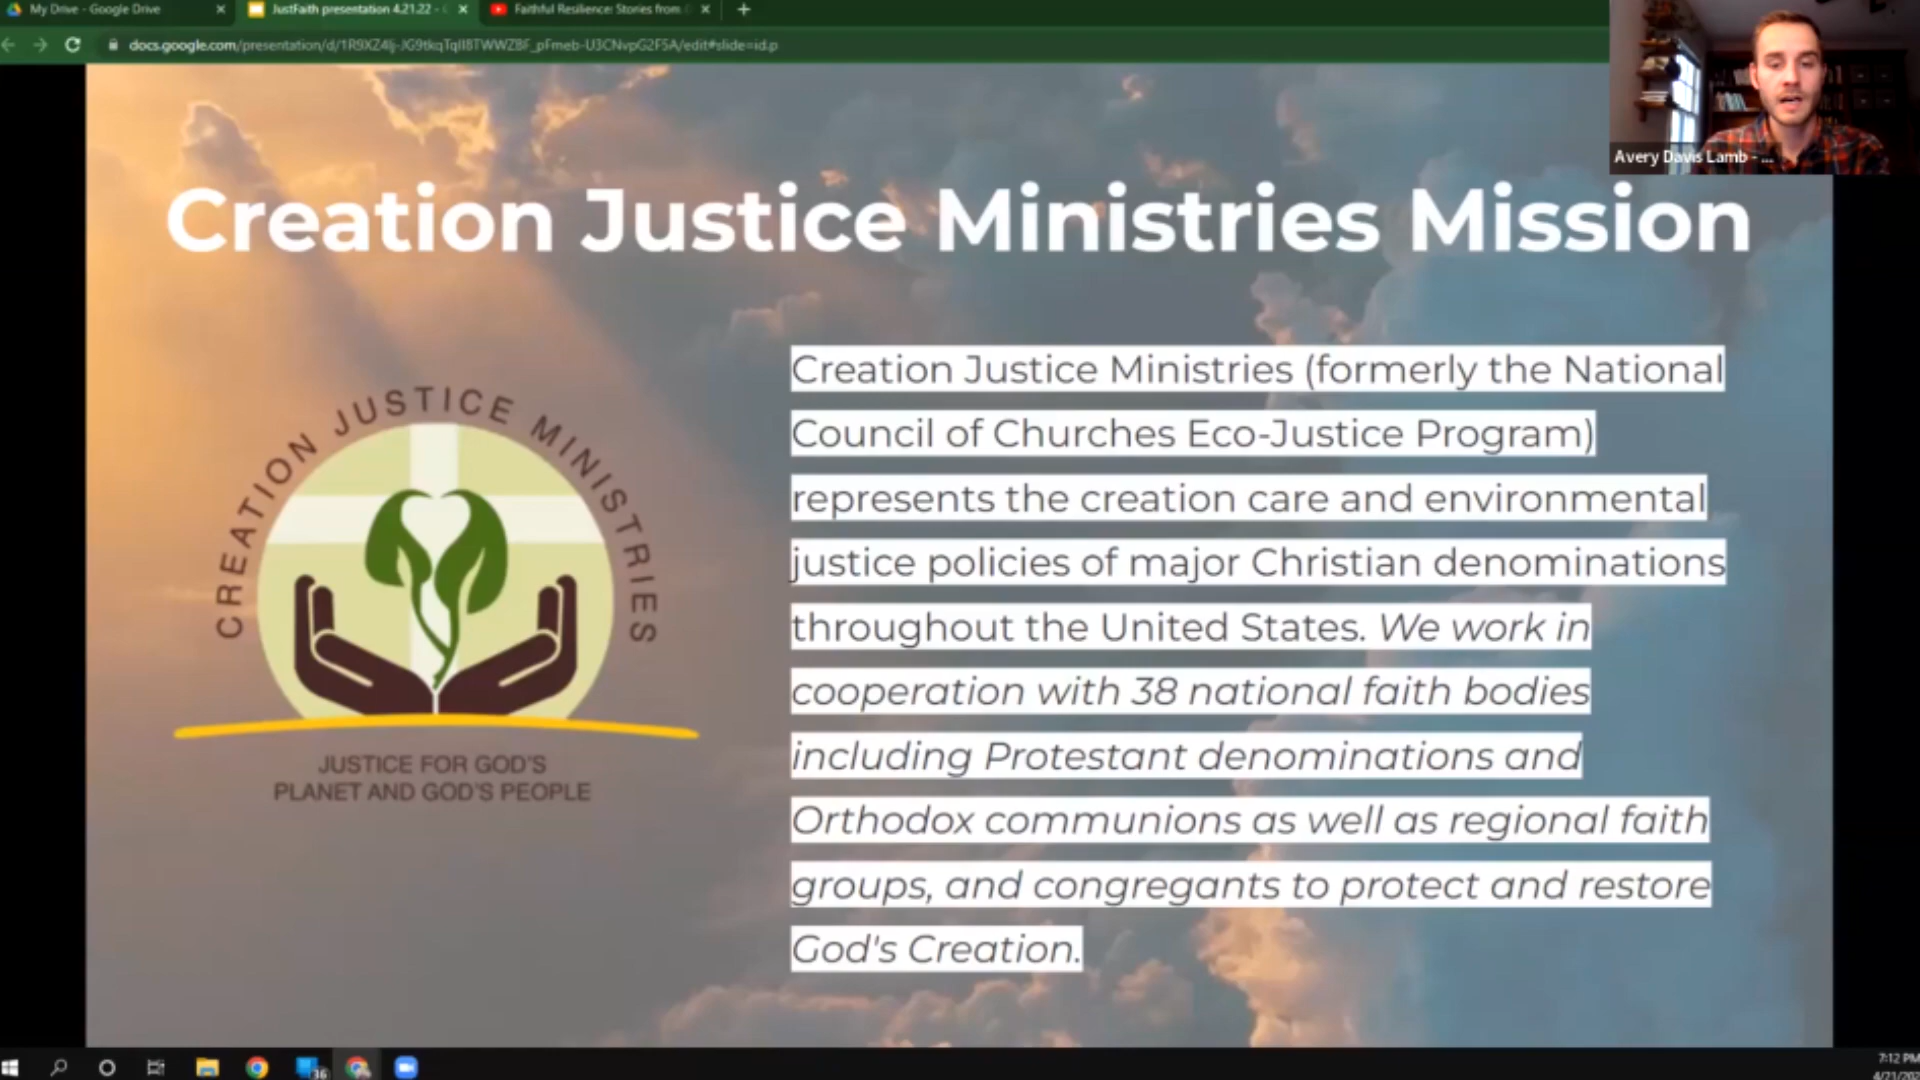 My Drive - Google Drive
JustFaith presentation 4.21.22 -
Faithful Resilience: Stories from
Avery Davis Lamb - ...
Creation Justice Ministries Mission
CREATION JUSTICE MINISTRIES
JUSTICE FOR GOD'S
PLANET AND GOD'S PEOPLE
Creation Justice Ministries (formerly the National
Council of Churches Eco-Justice Program)
represents the creation care and environmental
justice policies of major Christian denominations
throughout the United States. We work in
cooperation with 38 national faith bodies
including Protestant denominations and
Orthodox communions as well as regional faith
groups, and congregants to protect and restore
God's Creation.
36
7:12 PM